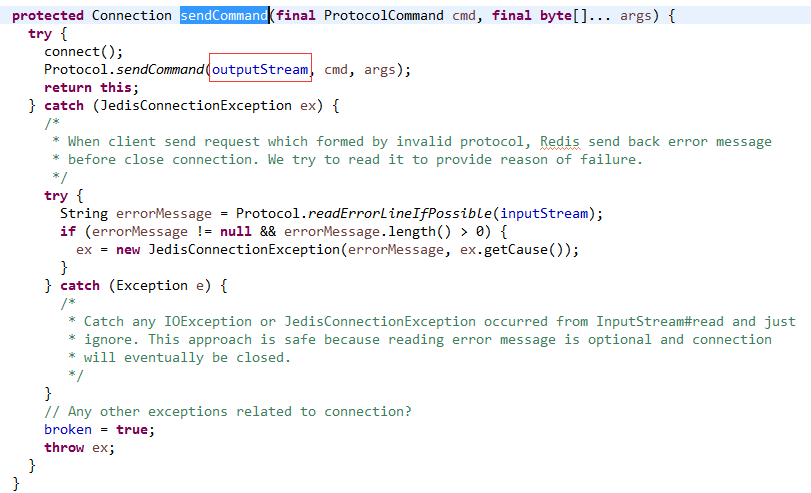 protected Connection sendCommand(final ProtocolCommand cmd, final byte[]... args) {
try {
connect();
Protocol.sendCommand(outputStream, cmd, args);
return this;
} catch (JedisConnectionException ex) {
/*
* When client send request which formed by invalid protocol, Redis send back error message
* before close connection. We try to read it to provide reason of failure.
*/
try {
String errorMessage = Protocol.readErrorLineIfPossible(inputStream);
if (errorMessage != null && errorMessage.length() > 0) {
ex = new JedisConnectionException(errorMessage, ex.getCause());
}
} catch (Exception e) {
/*
* Catch any IOException or JedisConnectionException occurred from InputStream#read and just
* ignore. This approach is safe because reading error message is optional and connection
* will eventually be closed.
*/
}
// Any other exceptions related to connection?
broken = true;
throw ex;
}
}